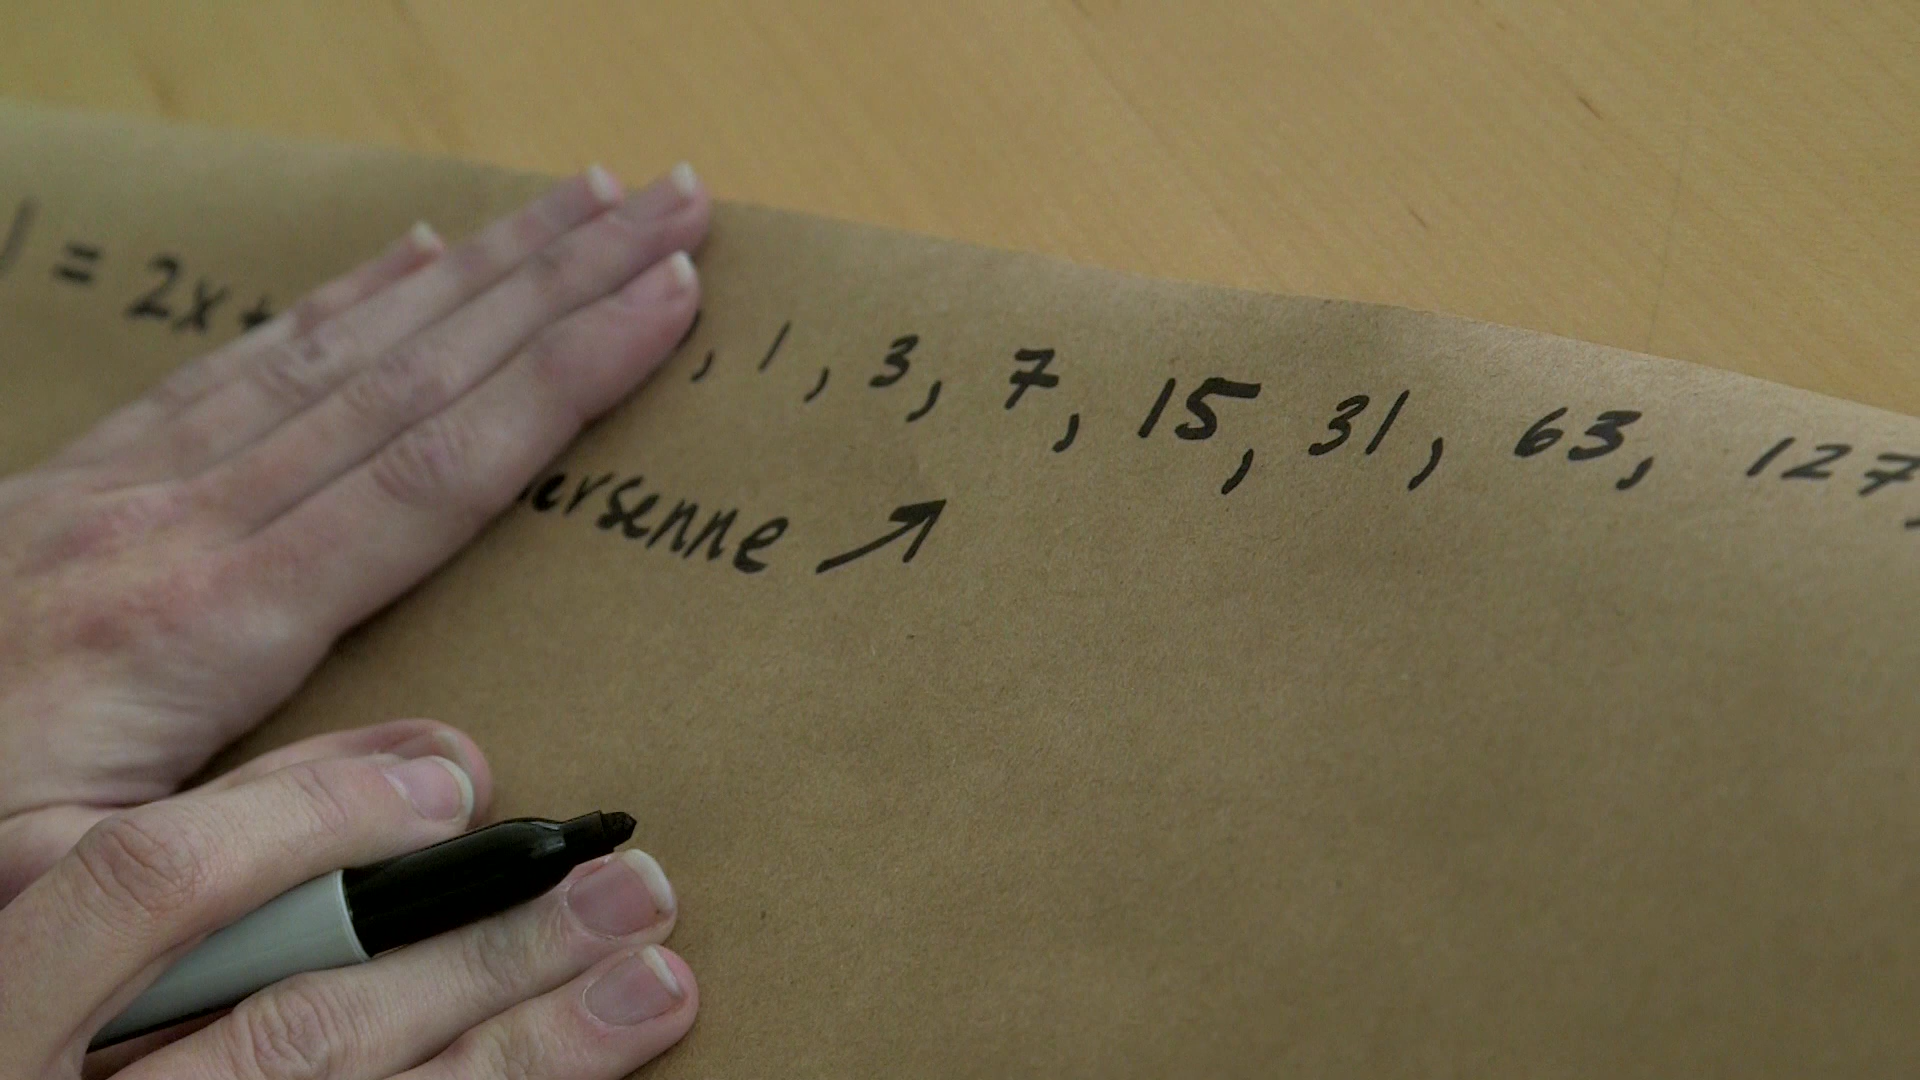 ) = 2x+ , 1, 3, 7, 15, 31, 63, 127,
ersenne ↗